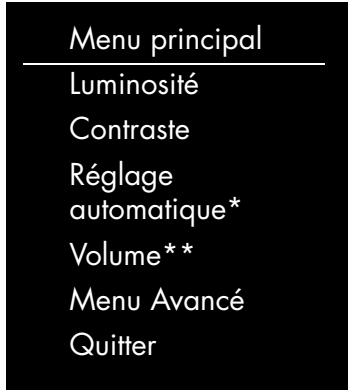 Menu principal
Luminosité
Contraste
Réglage
automatique*
Volume**
Menu Avancé
Quitter